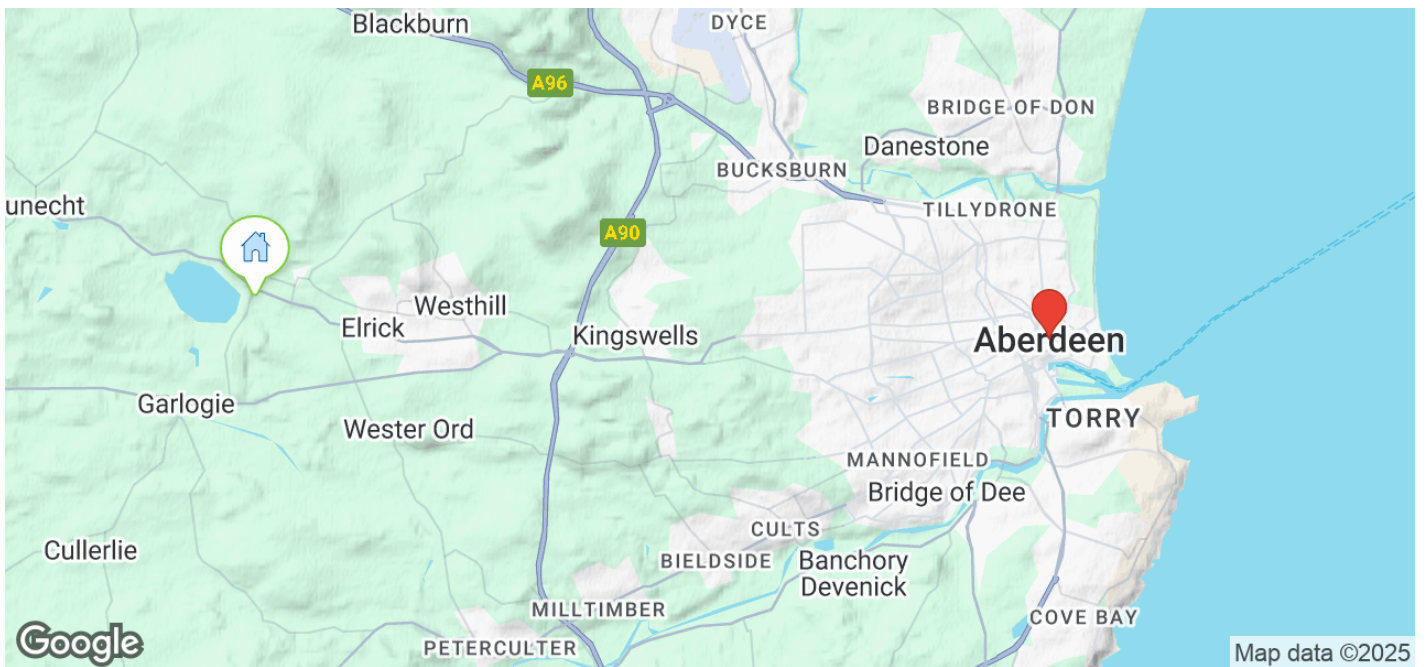 Blackburn
DYCE
A96
BRIDGE OF DON
Danestone
BUCKSBURN
unecht
TILLYDRONE
A90
Westhill
Elrick
Kingswells
Aberdeen
Garlogie
TORRY
Wester Ord
MANNOFIELD
Bridge of Dee
CULTS
Cullerlie
BIELDSIDE
Banchory
Devenick
MILLTIMBER
COVE BAY
PETERCULTER
Google
Map data ©2025